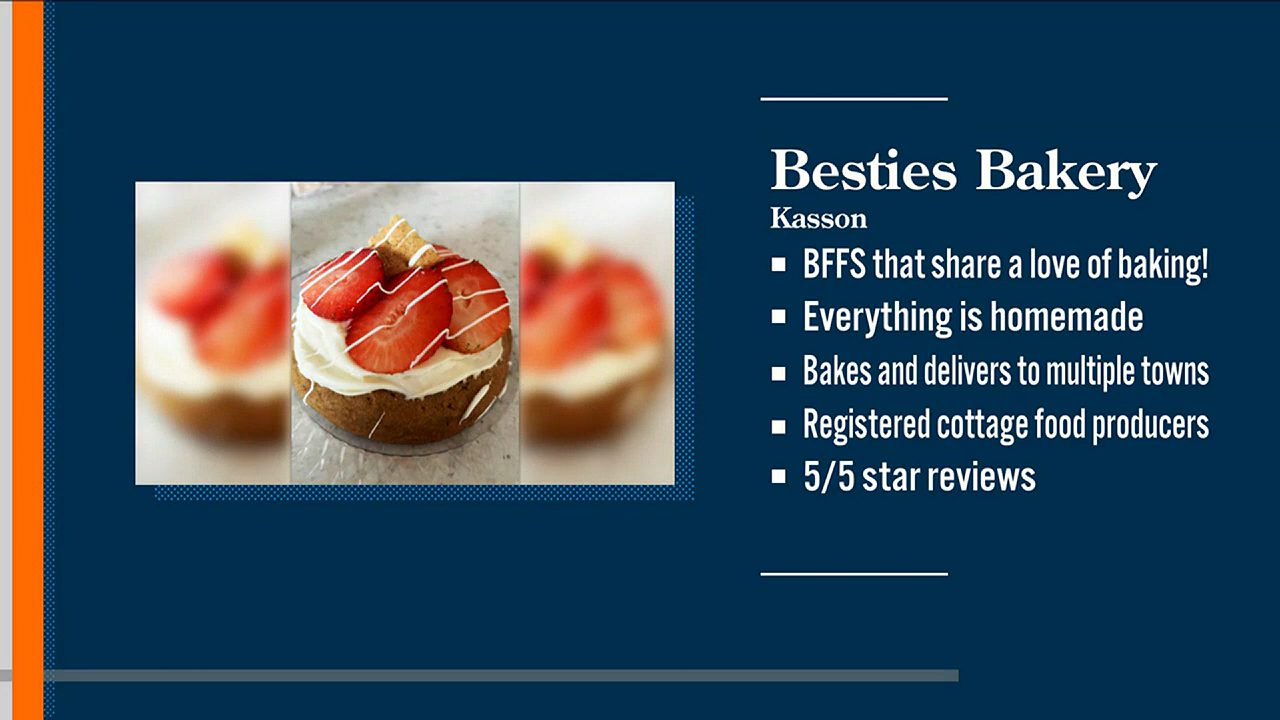 Besties Bakery
Kasson
BFFS that share a love of baking!
Everything is homemade
Bakes and delivers to multiple towns
Registered cottage food producers
5/5 star reviews